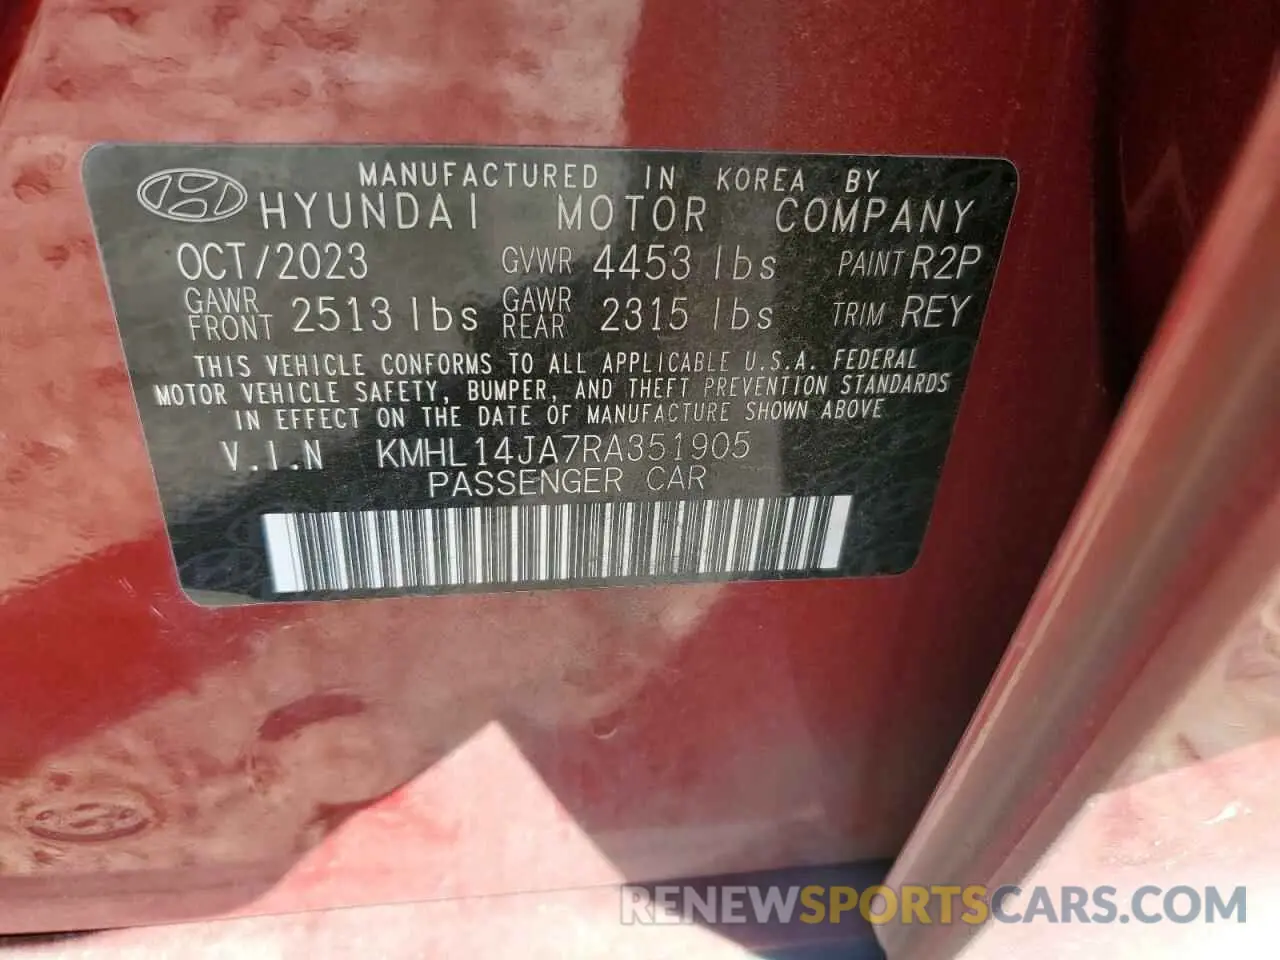 MANUFACTURED IN KOREA BY
HYUNDAI MOTOR COMPANY
OCT/2023 GVWR 4453 lbs PAINT R2P
GAWR FRONT 2513 lbs GAWR REAR 2315 lbs TRIM REY
THIS VEHICLE CONFORMS TO ALL APPLICABLE U.S.A. FEDERAL
MOTOR VEHICLE SAFETY, BUMPER, AND THEFT PREVENTION STANDARDS
IN EFFECT ON THE DATE OF MANUFACTURE SHOWN ABOVE
V.I.N KMHL14JA7RA351905
PASSENGER CAR
RENEWSPORTSCARS.COM